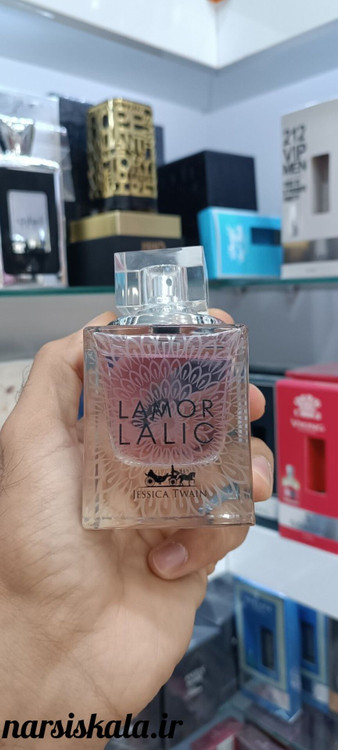 212
VIP
MEN
LAMOR
LALIC
JESSICA TWAIN
narsiskala.ir